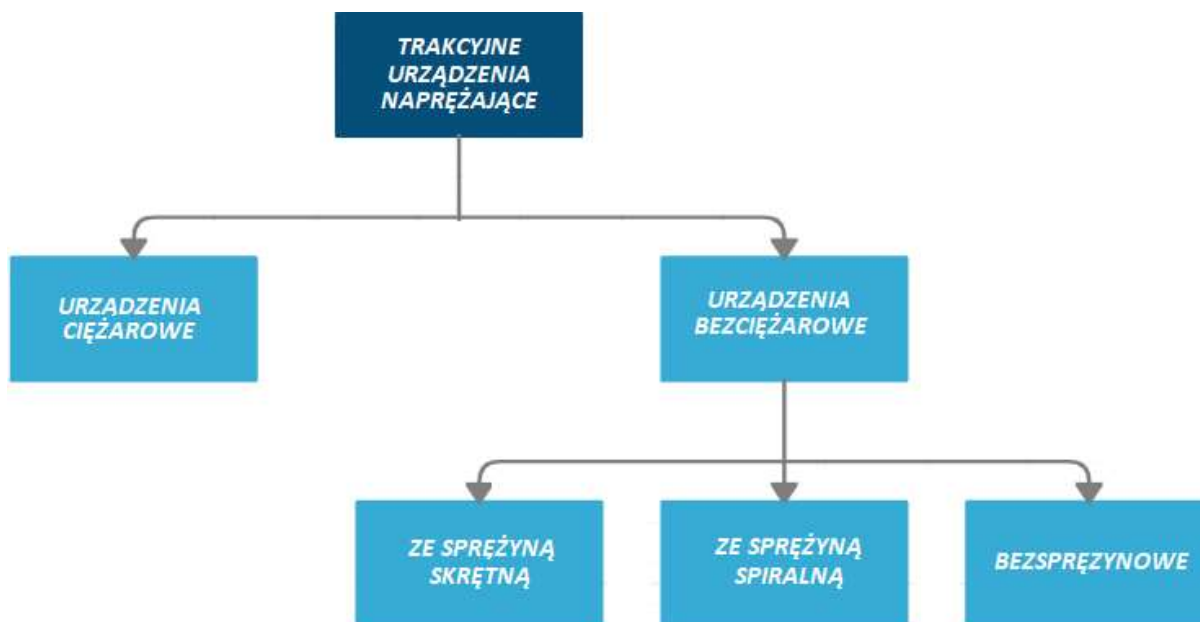 TRAKCYJNE
URZĄDZENIA
NAPRĘŻAJĄCE
URZĄDZENIA
CIĘŻAROWE
URZĄDZENIA
BEZCIĘŻAROWE
ZE SPRĘŻYNĄ
SKRĘTNĄ
ZE SPRĘŻYNĄ
SPIRALNĄ
BEZSPRĘZYNOWE